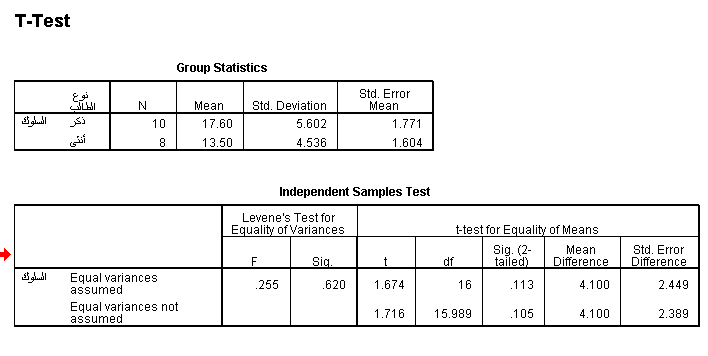 T-Test
Group Statistics
نوع الطالب N Mean Std. Deviation Std. Error Mean
السلوك ذكر 10 17.60 5.602 1.771
أنثى 8 13.50 4.536 1.604
Independent Samples Test
Levene's Test for Equality of Variances t-test for Equality of Means
F Sig. t df Sig. (2-tailed) Mean Difference Std. Error Difference
السلوك Equal variances assumed .255 .620 1.674 16 .113 4.100 2.449
Equal variances not assumed 1.716 15.989 .105 4.100 2.389